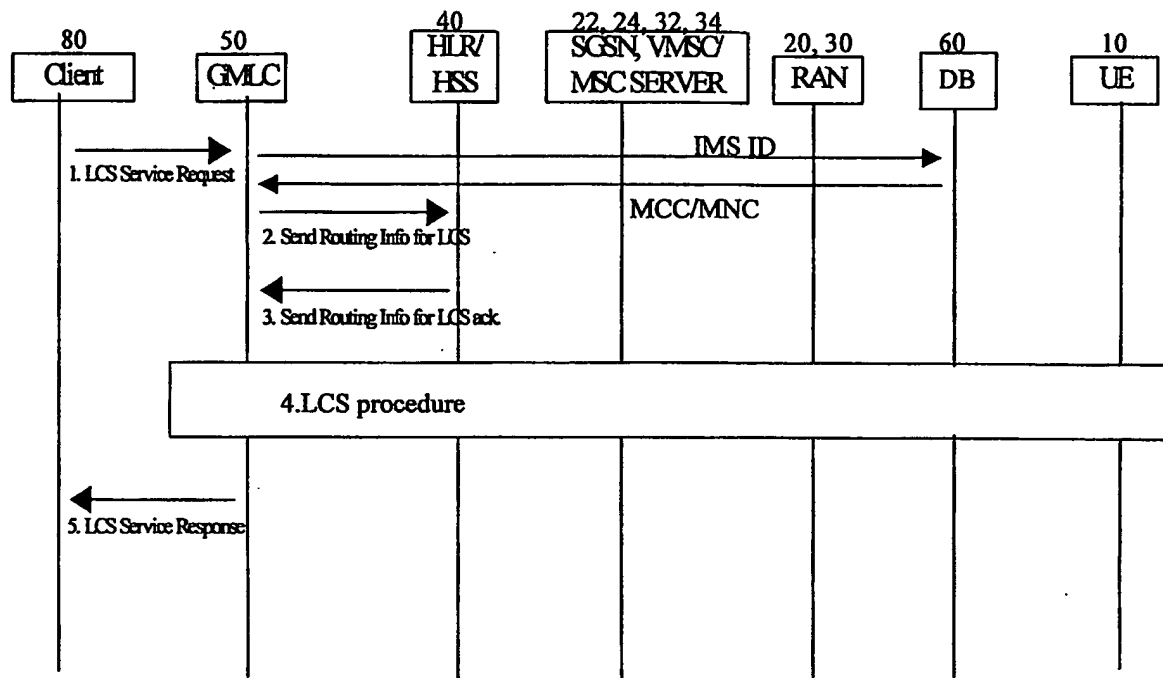 80
Client
50
GMLC
40
HLR/
HSS
22, 24, 32, 34
SGSN, VMSC/
MSC SERVER
20, 30
RAN
60
DB
10
UE
1. LCS Service Request
IMS ID
MCC/MNC
2. Send Routing Info for LCS
3. Send Routing Info for LCS ack.
4.LCS procedure
5. LCS Service Response